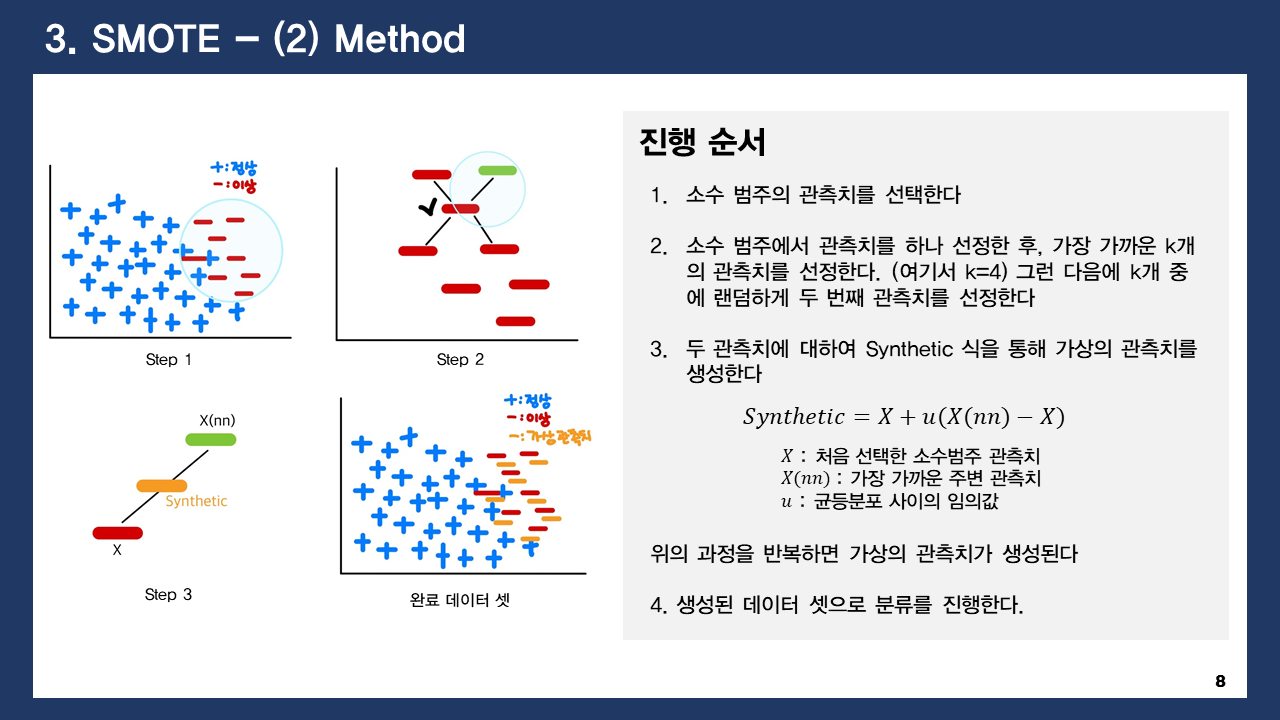 3. SMOTE – (2) Method
+:정상
-:이상
Step 1
Step 2
X(nn)
Synthetic
X
Step 3
+:정상
-:이상
-:가상관측치
완료 데이터 셋
진행 순서
1. 소수 범주의 관측치를 선택한다
2. 소수 범주에서 관측치를 하나 선정한 후, 가장 가까운 k개
의 관측치를 선정한다. (여기서 k=4) 그런 다음에 k개 중
에 랜덤하게 두 번째 관측치를 선정한다
3. 두 관측치에 대하여 Synthetic 식을 통해 가상의 관측치를
생성한다
Synthetic = X + u(X(nn) − X)
X : 처음 선택한 소수범주 관측치
X(nn) : 가장 가까운 주변 관측치
u : 균등분포 사이의 임의값
위의 과정을 반복하면 가상의 관측치가 생성된다
4. 생성된 데이터 셋으로 분류를 진행한다.
8